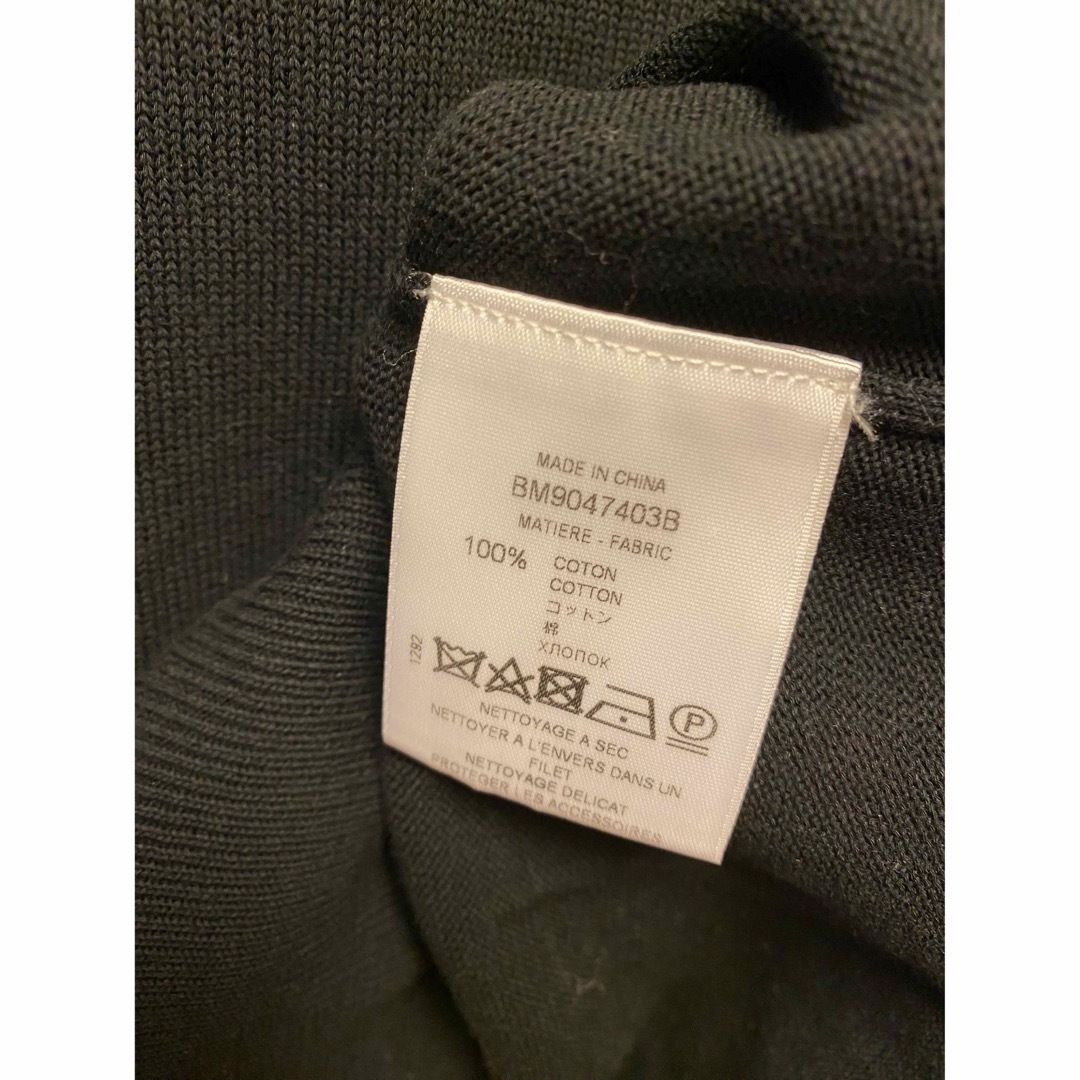 MADE IN CHINA
BM9047403B
MATIERE - FABRIC
100% COTON
COTTON
コットン
棉
ХЛОПОК
1282
P
NETTOYAGE A SEC
NETTOYER A L'ENVERS DANS UN
FILET
NETTOYAGE DELICAT
PROTEGER LES ACCESSOIRES